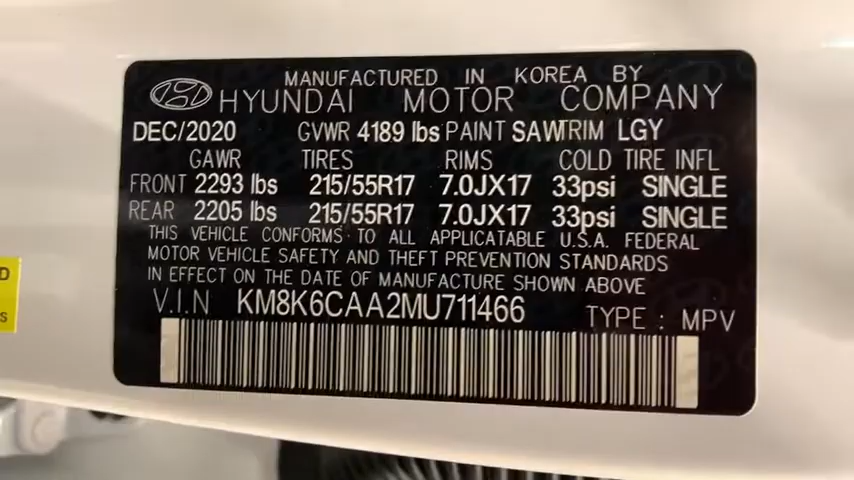 MANUFACTURED IN KOREA BY
HYUNDAI MOTOR COMPANY
DEC/2020 GVWR 4189 lbs PAINT SAW TRIM LGY
GAWR TIRES RIMS COLD TIRE INFL
FRONT 2293 lbs 215/55R17 7.0JX17 33psi SINGLE
REAR 2205 lbs 215/55R17 7.0JX17 33psi SINGLE
THIS VEHICLE CONFORMS TO ALL APPLICATABLE U.S.A. FEDERAL
MOTOR VEHICLE SAFETY AND THEFT PREVENTION STANDARDS
IN EFFECT ON THE DATE OF MANUFACTURE SHOWN ABOVE
V.I.N KM8K6CAA2MU711466 TYPE : MPV